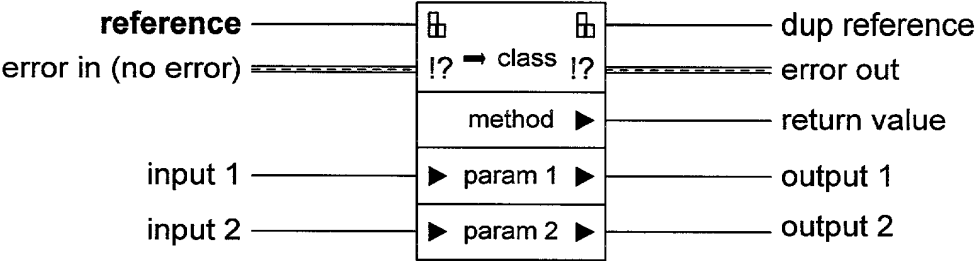 reference dup reference
error in (no error) !? ➡ class !? error out
method ▶ return value
input 1 ▶ param 1 ▶ output 1
input 2 ▶ param 2 ▶ output 2